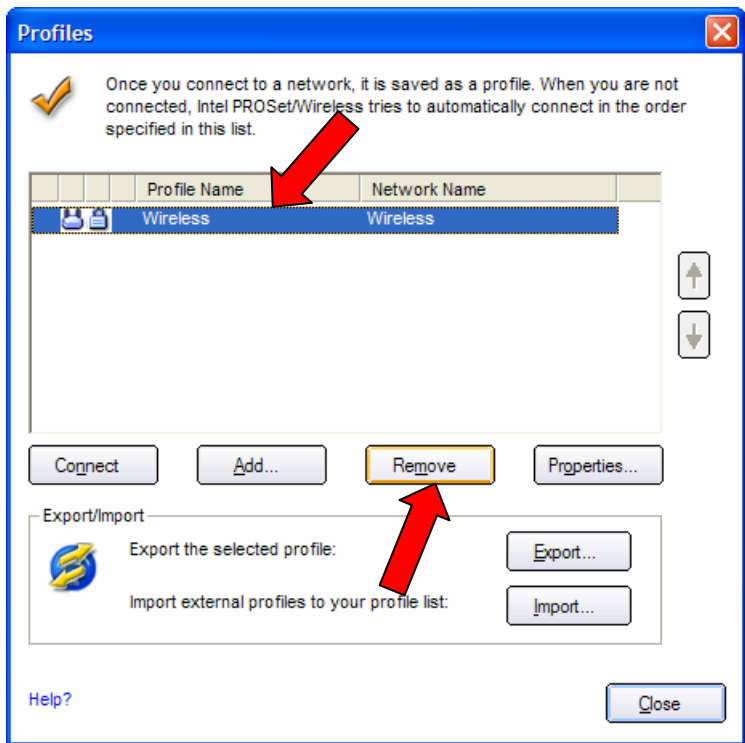 Profiles
Once you connect to a network, it is saved as a profile. When you are not
connected, Intel PROSet/Wireless tries to automatically connect in the order
specified in this list.
Profile Name Network Name
Wireless Wireless
Connect Add... Remove Properties...
Export/Import
Export the selected profile: Export...
Import external profiles to your profile list: Import...
Help? Close